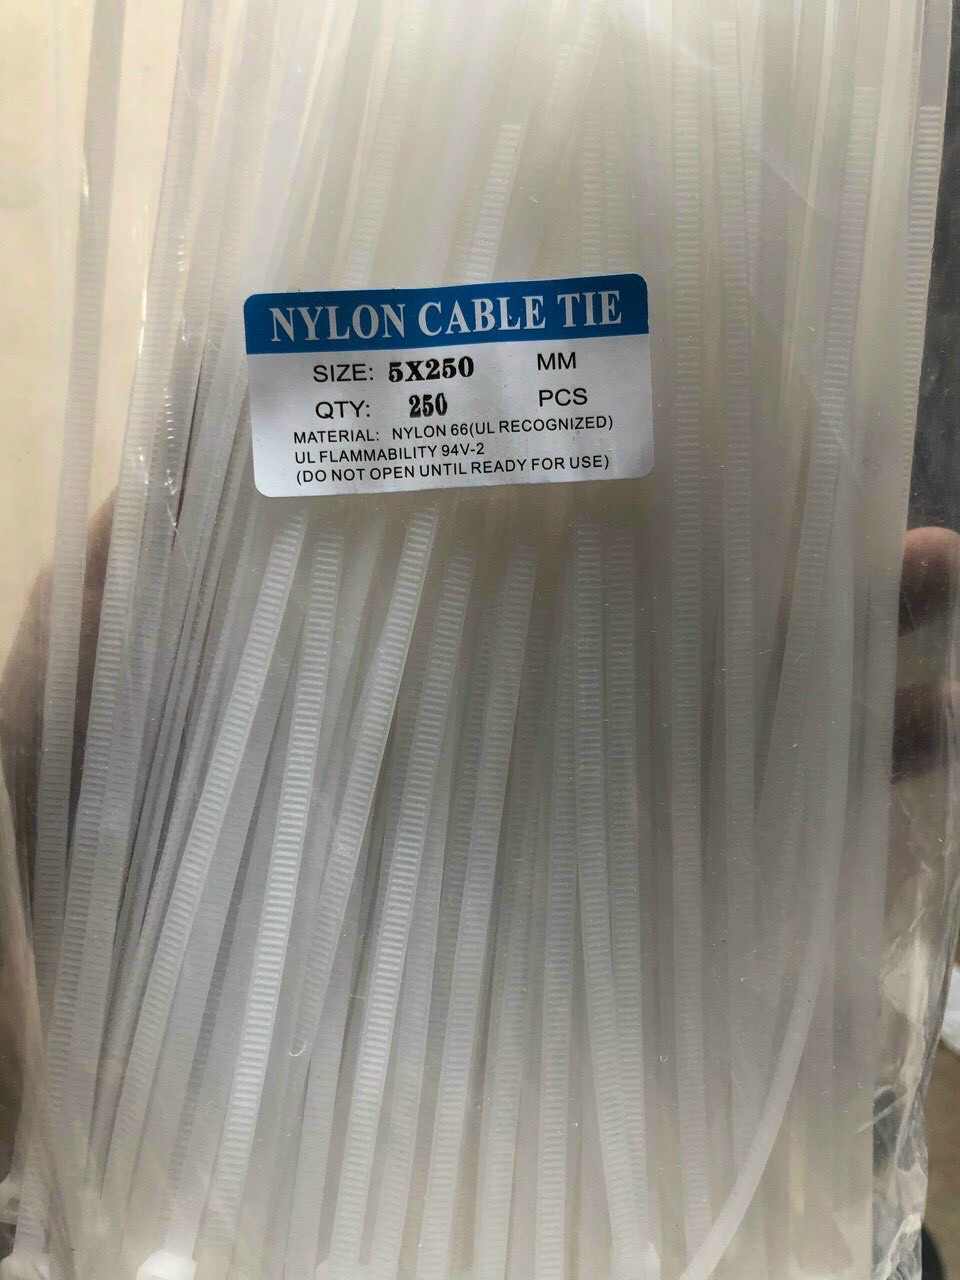 NYLON CABLE TIE
SIZE: 5X250 MM
QTY: 250 PCS
MATERIAL: NYLON 66(UL RECOGNIZED)
UL FLAMMABILITY 94V-2
(DO NOT OPEN UNTIL READY FOR USE)